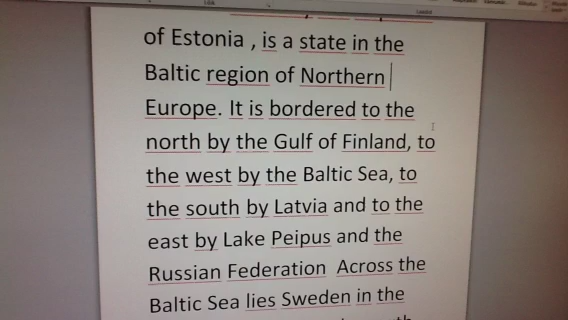 of Estonia , is a state in the
Baltic region of Northern
Europe. It is bordered to the
north by the Gulf of Finland, to
the west by the Baltic Sea, to
the south by Latvia and to the
east by Lake Peipus and the
Russian Federation  Across the
Baltic Sea lies Sweden in the